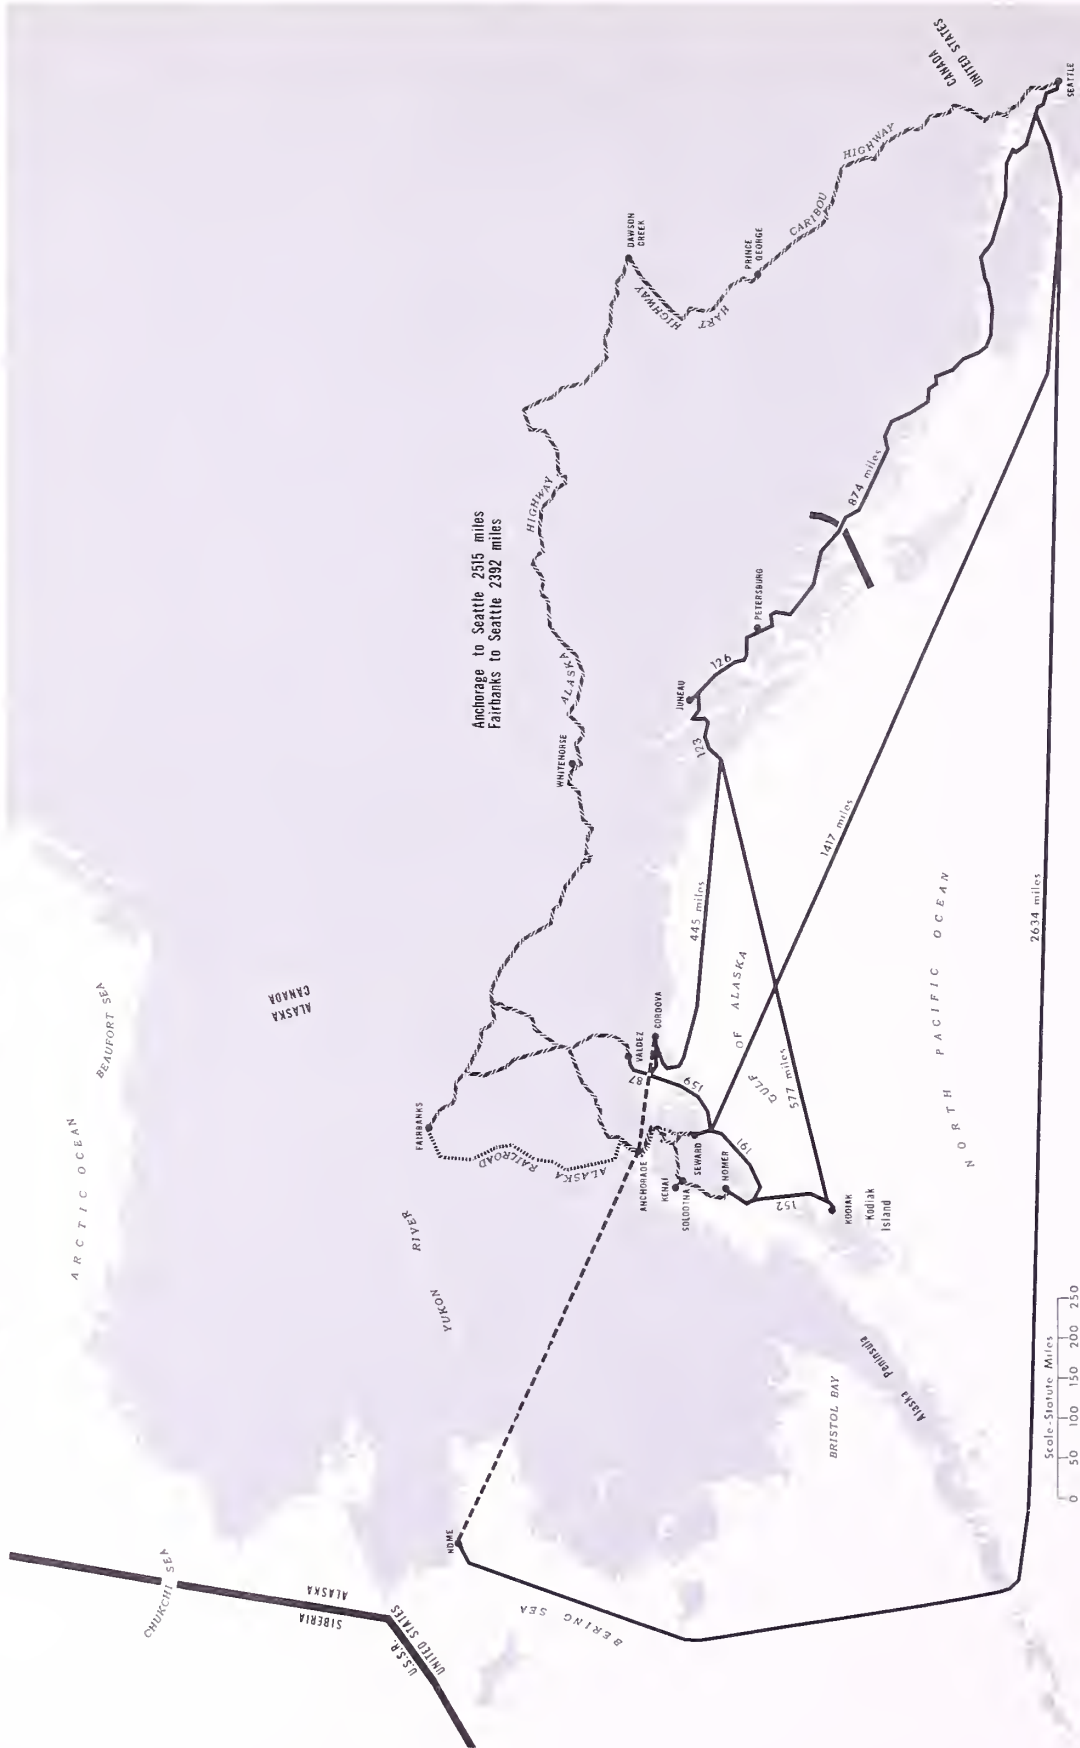 CHUKCHI SEA
SIBERIA
ALASKA
U.S.S.R.
UNITED STATES
ARCTIC OCEAN
BEAUFORT SEA
ALASKA
CANADA
YUKON RIVER
NOME
BERING SEA
FAIRBANKS
ALASKA RAILROAD
ANCHORAGE
KENAI
SOLDOTNA
SEWARD
HOMER
KODIAK
Kodiak
Island
VALDEZ
CORDOVA
87
159
191
152
Anchorage to Seattle 2515 miles
Fairbanks to Seattle 2392 miles
WHITEHORSE
ALASKA HIGHWAY
DAWSON
CREEK
HART HIGHWAY
PRINCE
GEORGE
CARIBOU HIGHWAY
CANADA
UNITED STATES
SEATTLE
JUNEAU
123
126
PETERSBURG
874 miles
445 miles
577 miles
1417 miles
2634 miles
GULF OF ALASKA
NORTH PACIFIC OCEAN
BRISTOL BAY
Alaska Peninsula
Scale-Statute Miles
0 50 100 150 200 250